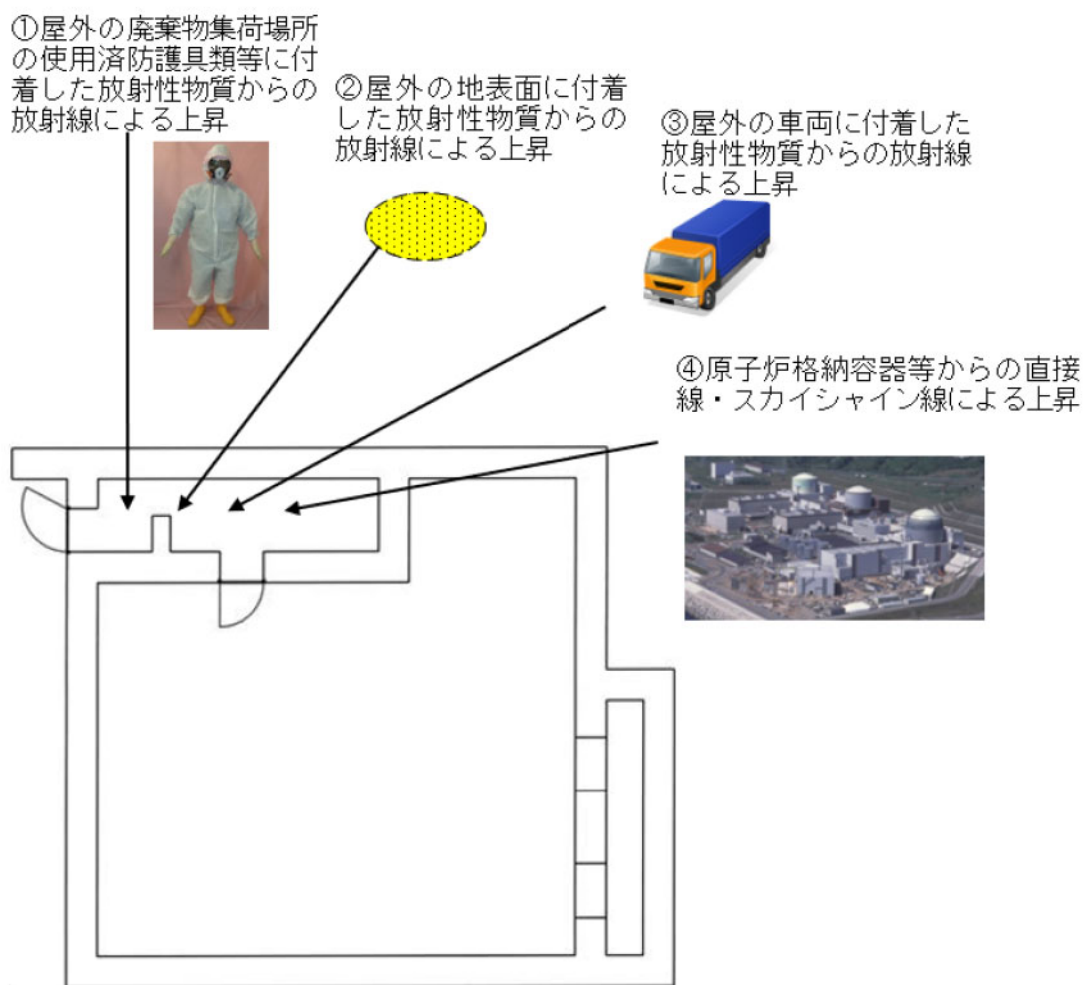 ①屋外の廃棄物集荷場所
の使用済防護具類等に付
着した放射性物質からの
放射線による上昇
②屋外の地表面に付着
した放射性物質からの
放射線による上昇
③屋外の車両に付着した
放射性物質からの放射線
による上昇
④原子炉格納容器等からの直接
線・スカイシャイン線による上昇